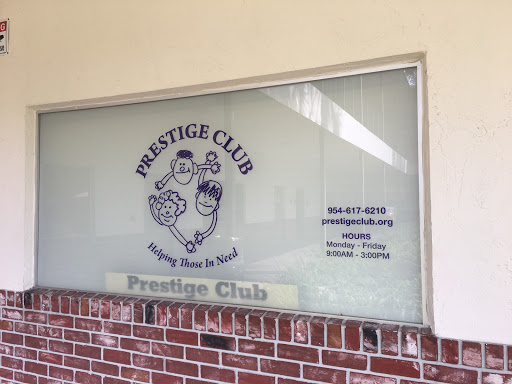 PRESTIGE CLUB
Helping Those In Need
Prestige Club
954-617-6210
prestigeclub.org
HOURS
Monday - Friday
9:00AM - 3:00PM